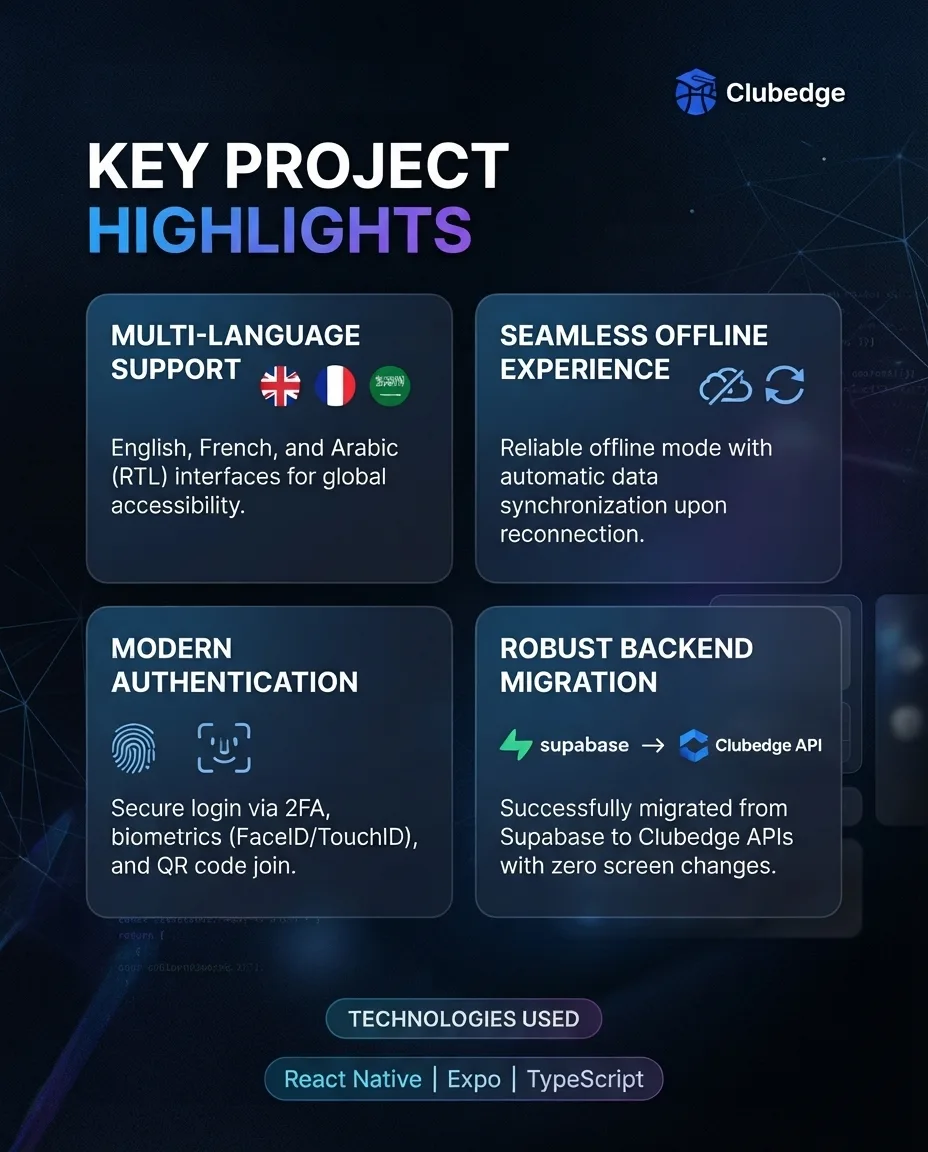 Clubedge
KEY PROJECT
HIGHLIGHTS
MULTI-LANGUAGE
SUPPORT
English, French, and Arabic
(RTL) interfaces for global
accessibility.
SEAMLESS OFFLINE
EXPERIENCE
Reliable offline mode with
automatic data
synchronization upon
reconnection.
MODERN
AUTHENTICATION
Secure login via 2FA,
biometrics (FaceID/TouchID),
and QR code join.
ROBUST BACKEND
MIGRATION
supabase → Clubedge API
Successfully migrated from
Supabase to Clubedge APIs
with zero screen changes.
return {
TECHNOLOGIES USED
React Native | Expo | TypeScript